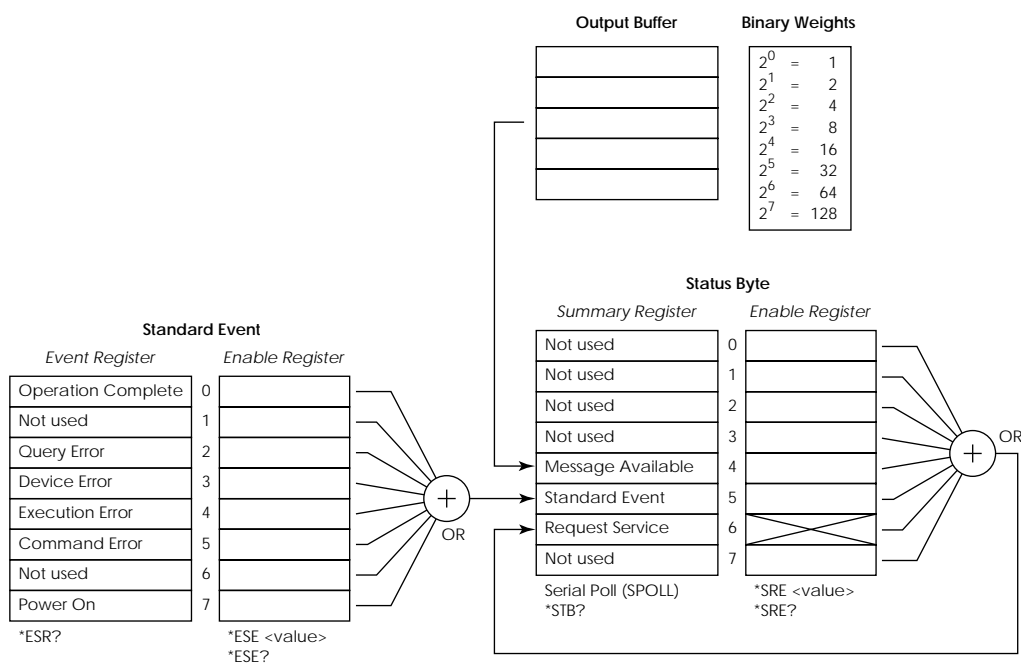 Output Buffer
Binary Weights
2^0 = 1
2^1 = 2
2^2 = 4
2^3 = 8
2^4 = 16
2^5 = 32
2^6 = 64
2^7 = 128
Status Byte
Summary Register
Enable Register
Not used 0
Not used 1
Not used 2
Not used 3
Message Available 4
Standard Event 5
Request Service 6
Not used 7
Serial Poll (SPOLL)
*STB?
*SRE <value>
*SRE?
+
OR
Standard Event
Event Register
Enable Register
Operation Complete 0
Not used 1
Query Error 2
Device Error 3
Execution Error 4
Command Error 5
Not used 6
Power On 7
*ESR?
*ESE <value>
*ESE?
+
OR